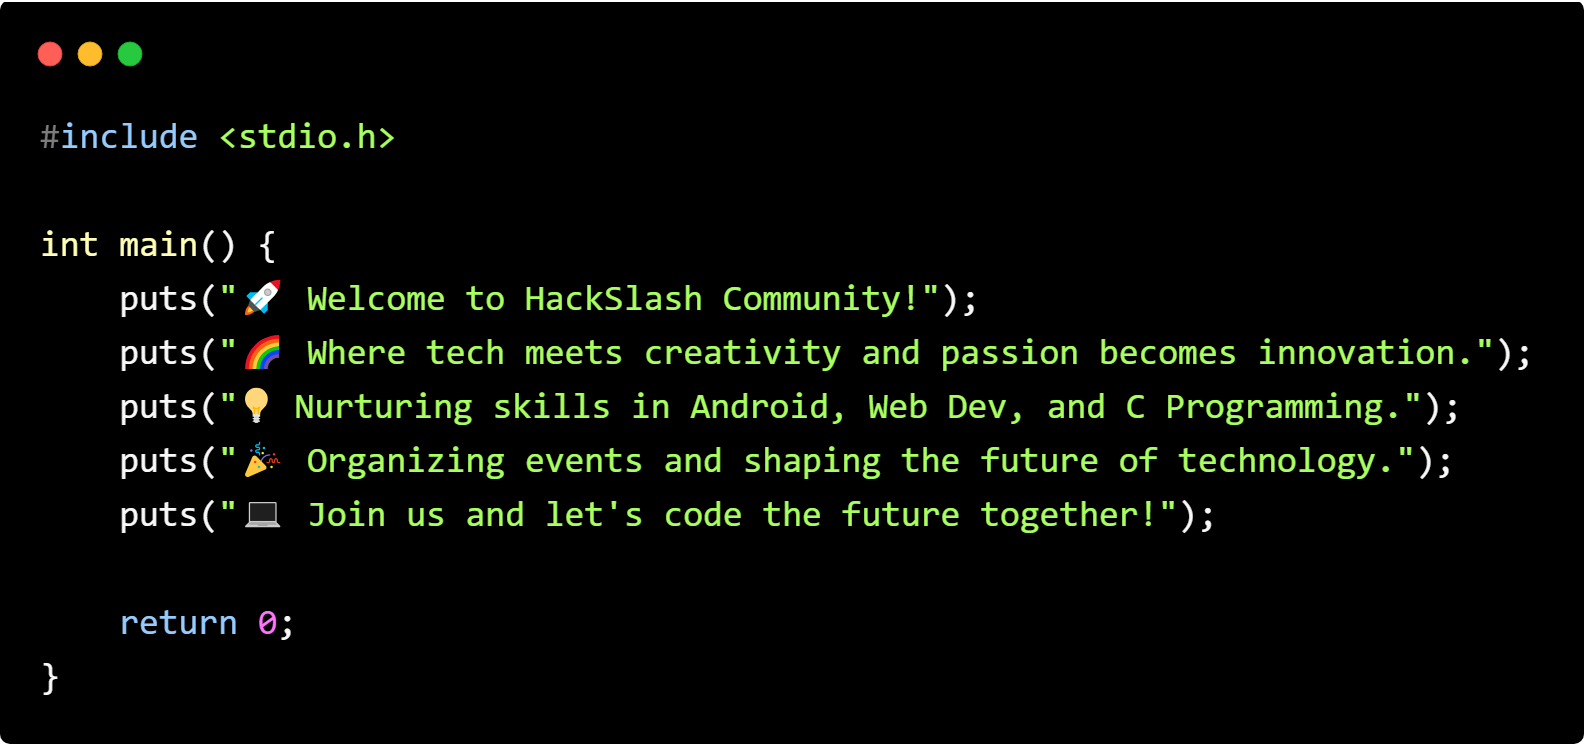 #include <stdio.h>

int main() {
    puts("🚀 Welcome to HackSlash Community!");
    puts("🌈 Where tech meets creativity and passion becomes innovation.");
    puts("💡 Nurturing skills in Android, Web Dev, and C Programming.");
    puts("🎉 Organizing events and shaping the future of technology.");
    puts("💻 Join us and let's code the future together!");

    return 0;
}